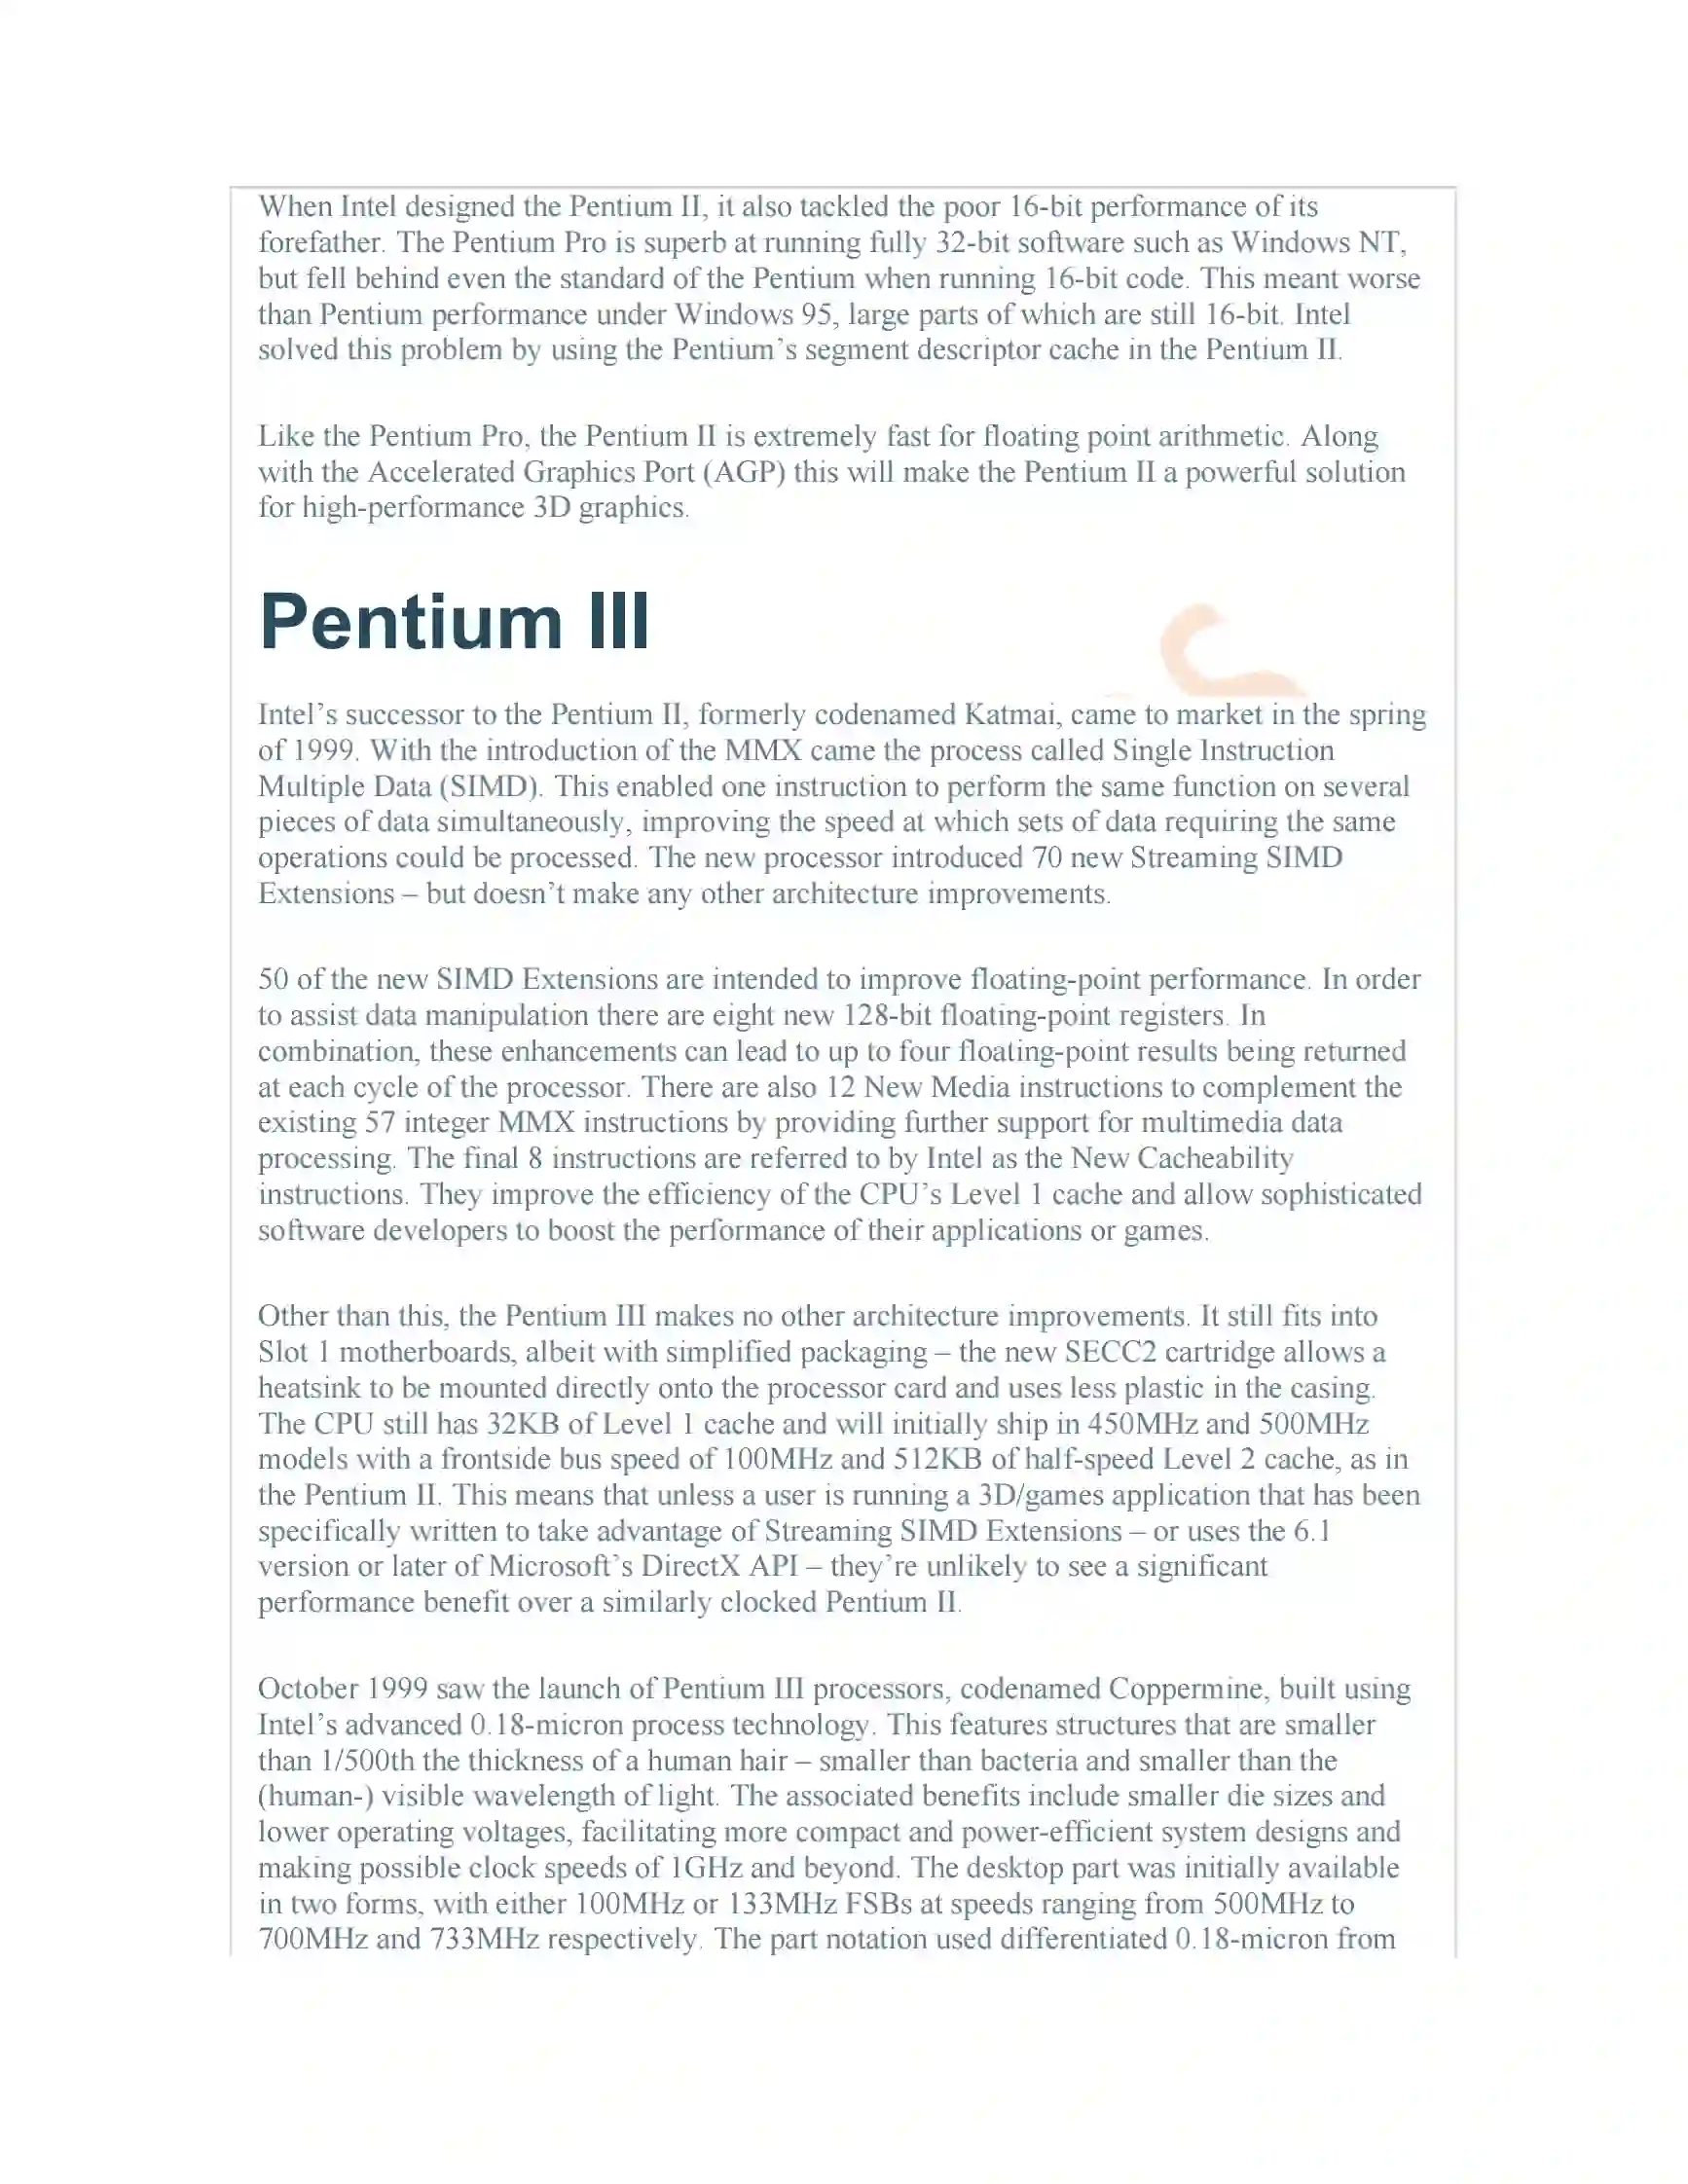 When Intel designed the Pentium II, it also tackled the poor 16-bit performance of its
forefather. The Pentium Pro is superb at running fully 32-bit software such as Windows NT,
but fell behind even the standard of the Pentium when running 16-bit code. This meant worse
than Pentium performance under Windows 95, large parts of which are still 16-bit. Intel
solved this problem by using the Pentium’s segment descriptor cache in the Pentium II.
Like the Pentium Pro, the Pentium II is extremely fast for floating point arithmetic. Along
with the Accelerated Graphics Port (AGP) this will make the Pentium II a powerful solution
for high-performance 3D graphics.
Pentium III
Intel’s successor to the Pentium II, formerly codenamed Katmai, came to market in the spring
of 1999. With the introduction of the MMX came the process called Single Instruction
Multiple Data (SIMD). This enabled one instruction to perform the same function on several
pieces of data simultaneously, improving the speed at which sets of data requiring the same
operations could be processed. The new processor introduced 70 new Streaming SIMD
Extensions – but doesn’t make any other architecture improvements.
50 of the new SIMD Extensions are intended to improve floating-point performance. In order
to assist data manipulation there are eight new 128-bit floating-point registers. In
combination, these enhancements can lead to up to four floating-point results being returned
at each cycle of the processor. There are also 12 New Media instructions to complement the
existing 57 integer MMX instructions by providing further support for multimedia data
processing. The final 8 instructions are referred to by Intel as the New Cacheability
instructions. They improve the efficiency of the CPU’s Level 1 cache and allow sophisticated
software developers to boost the performance of their applications or games.
Other than this, the Pentium III makes no other architecture improvements. It still fits into
Slot 1 motherboards, albeit with simplified packaging – the new SECC2 cartridge allows a
heatsink to be mounted directly onto the processor card and uses less plastic in the casing.
The CPU still has 32KB of Level 1 cache and will initially ship in 450MHz and 500MHz
models with a frontside bus speed of 100MHz and 512KB of half-speed Level 2 cache, as in
the Pentium II. This means that unless a user is running a 3D/games application that has been
specifically written to take advantage of Streaming SIMD Extensions – or uses the 6.1
version or later of Microsoft’s DirectX API – they’re unlikely to see a significant
performance benefit over a similarly clocked Pentium II.
October 1999 saw the launch of Pentium III processors, codenamed Coppermine, built using
Intel’s advanced 0.18-micron process technology. This features structures that are smaller
than 1/500th the thickness of a human hair – smaller than bacteria and smaller than the
(human-) visible wavelength of light. The associated benefits include smaller die sizes and
lower operating voltages, facilitating more compact and power-efficient system designs and
making possible clock speeds of 1GHz and beyond. The desktop part was initially available
in two forms, with either 100MHz or 133MHz FSBs at speeds ranging from 500MHz to
700MHz and 733MHz respectively. The part notation used differentiated 0.18-micron from